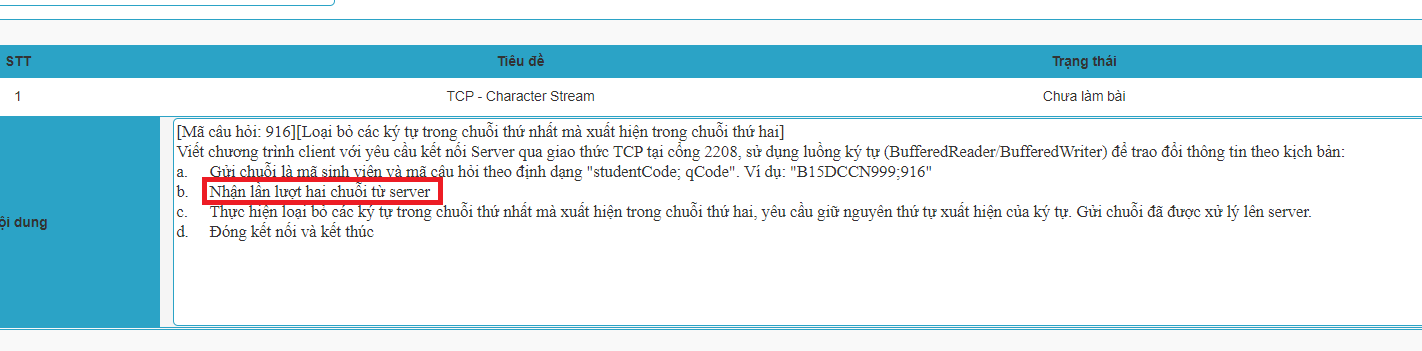 STT Tiêu đề Trạng thái
1 TCP - Character Stream Chưa làm bài
[Mã câu hỏi: 916][Loại bỏ các ký tự trong chuỗi thứ nhất mà xuất hiện trong chuỗi thứ hai]
Viết chương trình client với yêu cầu kết nối Server qua giao thức TCP tại cổng 2208, sử dụng luồng ký tự (BufferedReader/BufferedWriter) để trao đổi thông tin theo kịch bản:
a. Gửi chuỗi là mã sinh viên và mã câu hỏi theo định dạng "studentCode; qCode". Ví dụ: "B15DCCN999;916"
b. Nhận lần lượt hai chuỗi từ server
c. Thực hiện loại bỏ các ký tự trong chuỗi thứ nhất mà xuất hiện trong chuỗi thứ hai, yêu cầu giữ nguyên thứ tự xuất hiện của ký tự. Gửi chuỗi đã được xử lý lên server.
ội dung
d. Đóng kết nối và kết thúc